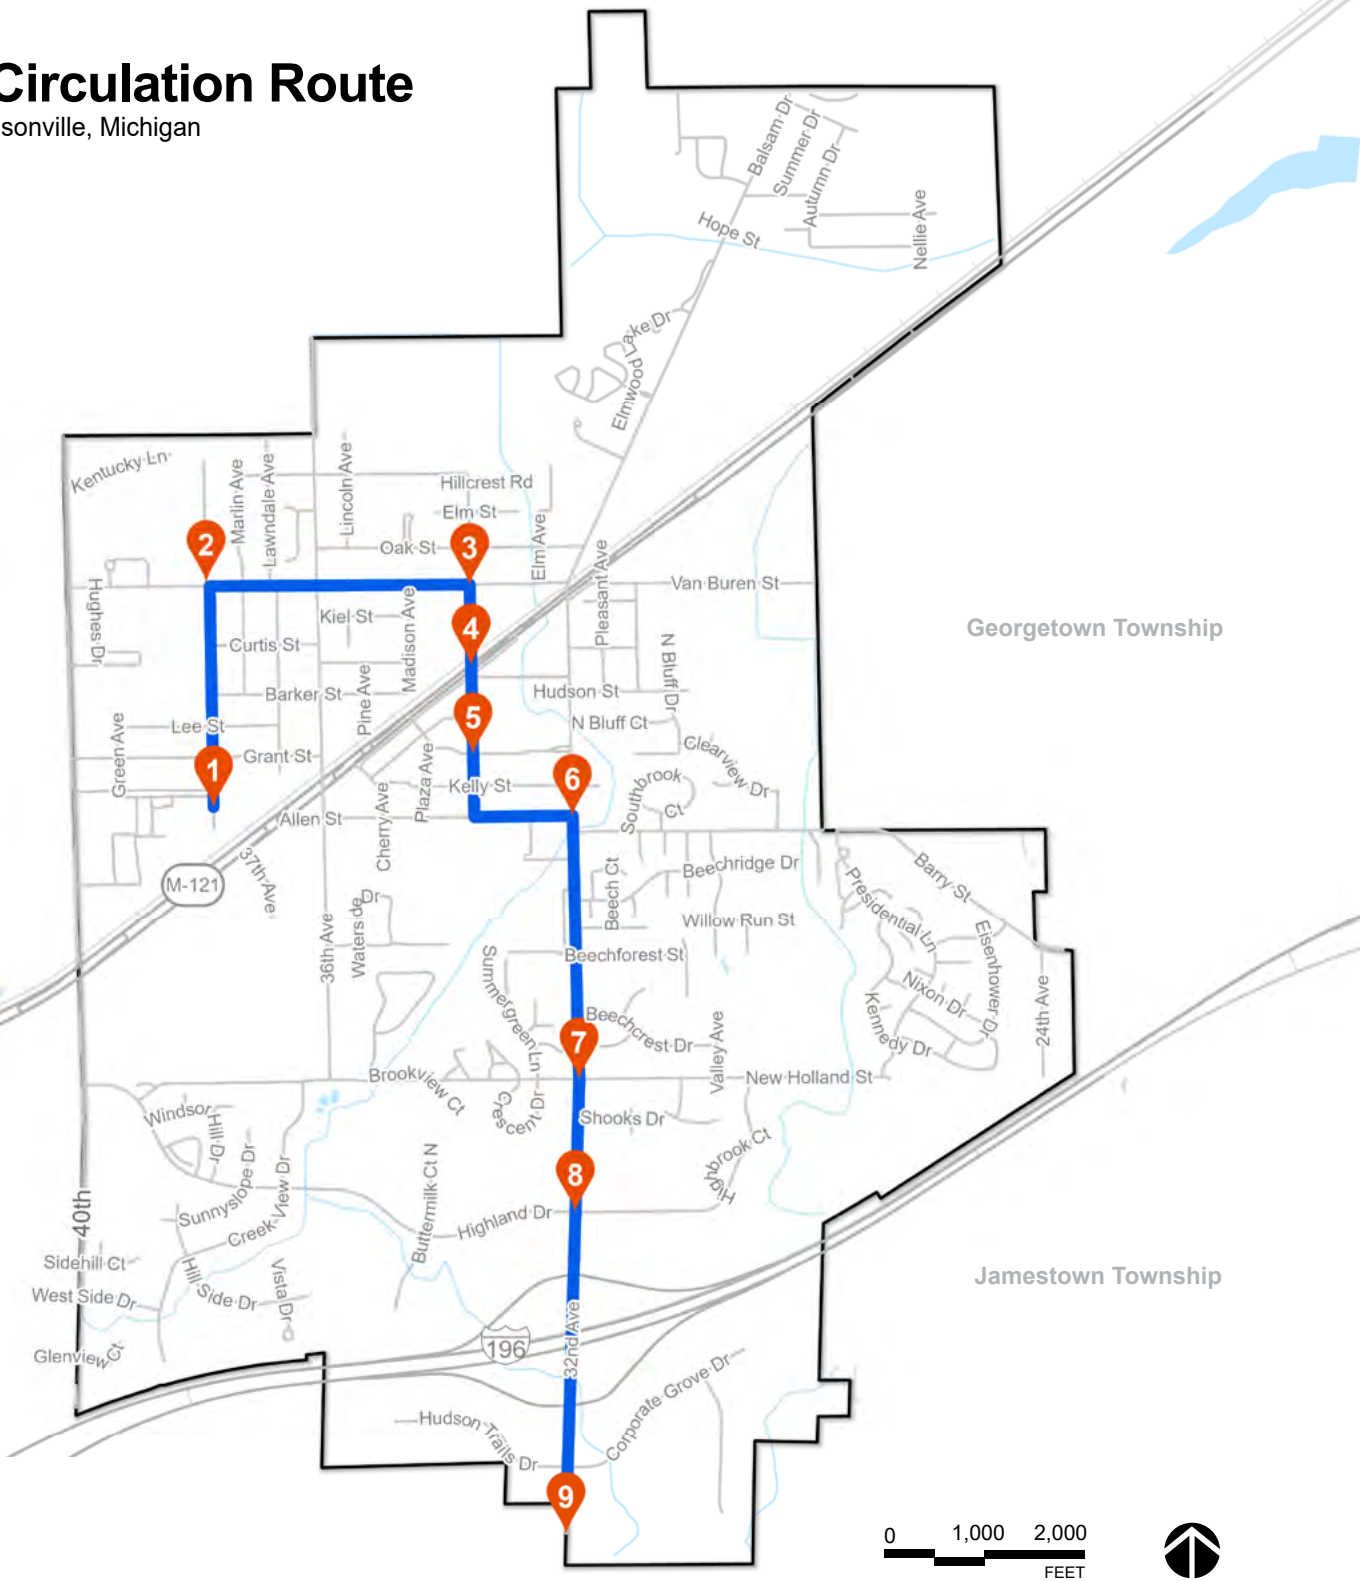 Circulation Route
sonville, Michigan
Balsam Dr
Summer Dr
Autumn Dr
Nellie Ave
Hope St
Elmwood Lake Dr
Kentucky Ln
Marlin Ave
Lawndale Ave
Lincoln Ave
Hillcrest Rd
Elm St
Oak St
Elm Ave
Pleasant Ave
Van Buren St
2
3
Hughes Dr
Kiel St
Madison Ave
4
Curtis St
N Bluff Dr
Georgetown Township
Barker St
Pine Ave
Hudson St
Lee St
5
N Bluff Ct
Green Ave
Grant St
Clearview Dr
1
Plaza Ave
Kelly St
6
Southbrook Ct
Allen St
Cherry Ave
37th Ave
M-121
Beech Ct
Beechridge Dr
Barry St
Waterside Dr
36th Ave
Willow Run St
Presidential Ln
Eisenhower Dr
Beechforest St
Summergreen Ln
Nixon Dr
Kennedy Dr
24th Ave
Beechcrest Dr
Valley Ave
7
Brookview Ct
New Holland St
Crescent Dr
Windsor Hill Dr
Shooks Dr
Highbrook Ct
Sunnyslope Dr
Creek View Dr
Buttermilk Ct N
8
Highland Dr
40th
Sidehill Ct
West Side Dr
Hill Side Dr
Vista Dr
Glenview Ct
Jamestown Township
196
32nd Ave
Corporate Grove Dr
Hudson Trails Dr
9
0 1,000 2,000
FEET